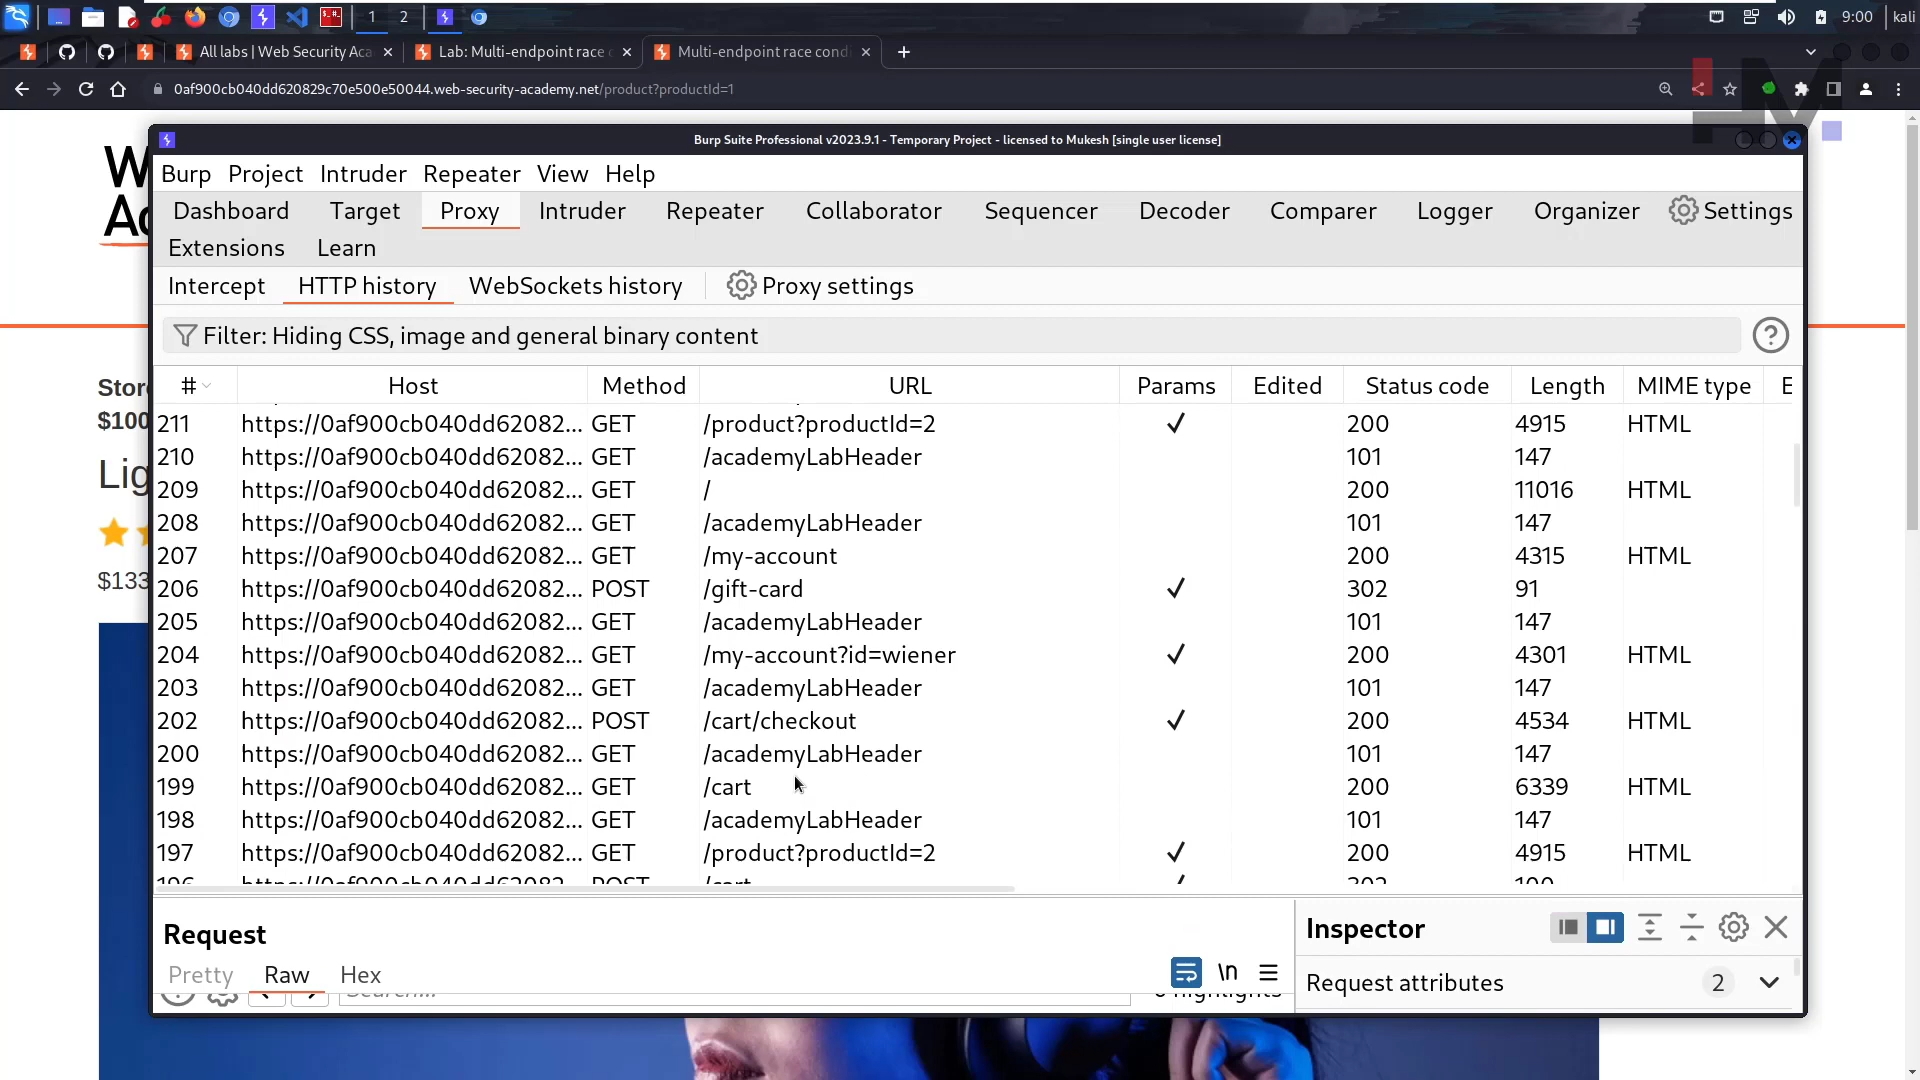 1 2 9:00 kali
All labs | Web Security Aca Lab: Multi-endpoint race c Multi-endpoint race cond
0af900cb040dd620829c70e500e50044.web-security-academy.net/product?productId=1
HM
Burp Suite Professional v2023.9.1 - Temporary Project - licensed to Mukesh [single user license]
Burp Project Intruder Repeater View Help
Dashboard Target Proxy Intruder Repeater Collaborator Sequencer Decoder Comparer Logger Organizer Settings
Extensions Learn
Intercept HTTP history WebSockets history Proxy settings
Filter: Hiding CSS, image and general binary content
# Host Method URL Params Edited Status code Length MIME type E
211 https://0af900cb040dd62082... GET /product?productId=2 ✓ 200 4915 HTML
210 https://0af900cb040dd62082... GET /academyLabHeader 101 147
209 https://0af900cb040dd62082... GET / 200 11016 HTML
208 https://0af900cb040dd62082... GET /academyLabHeader 101 147
207 https://0af900cb040dd62082... GET /my-account 200 4315 HTML
206 https://0af900cb040dd62082... POST /gift-card ✓ 302 91
205 https://0af900cb040dd62082... GET /academyLabHeader 101 147
204 https://0af900cb040dd62082... GET /my-account?id=wiener ✓ 200 4301 HTML
203 https://0af900cb040dd62082... GET /academyLabHeader 101 147
202 https://0af900cb040dd62082... POST /cart/checkout ✓ 200 4534 HTML
200 https://0af900cb040dd62082... GET /academyLabHeader 101 147
199 https://0af900cb040dd62082... GET /cart 200 6339 HTML
198 https://0af900cb040dd62082... GET /academyLabHeader 101 147
197 https://0af900cb040dd62082... GET /product?productId=2 ✓ 200 4915 HTML
W
Ac
Store
$100
Lig
$133
Request
Pretty Raw Hex
\n
Inspector
Request attributes 2